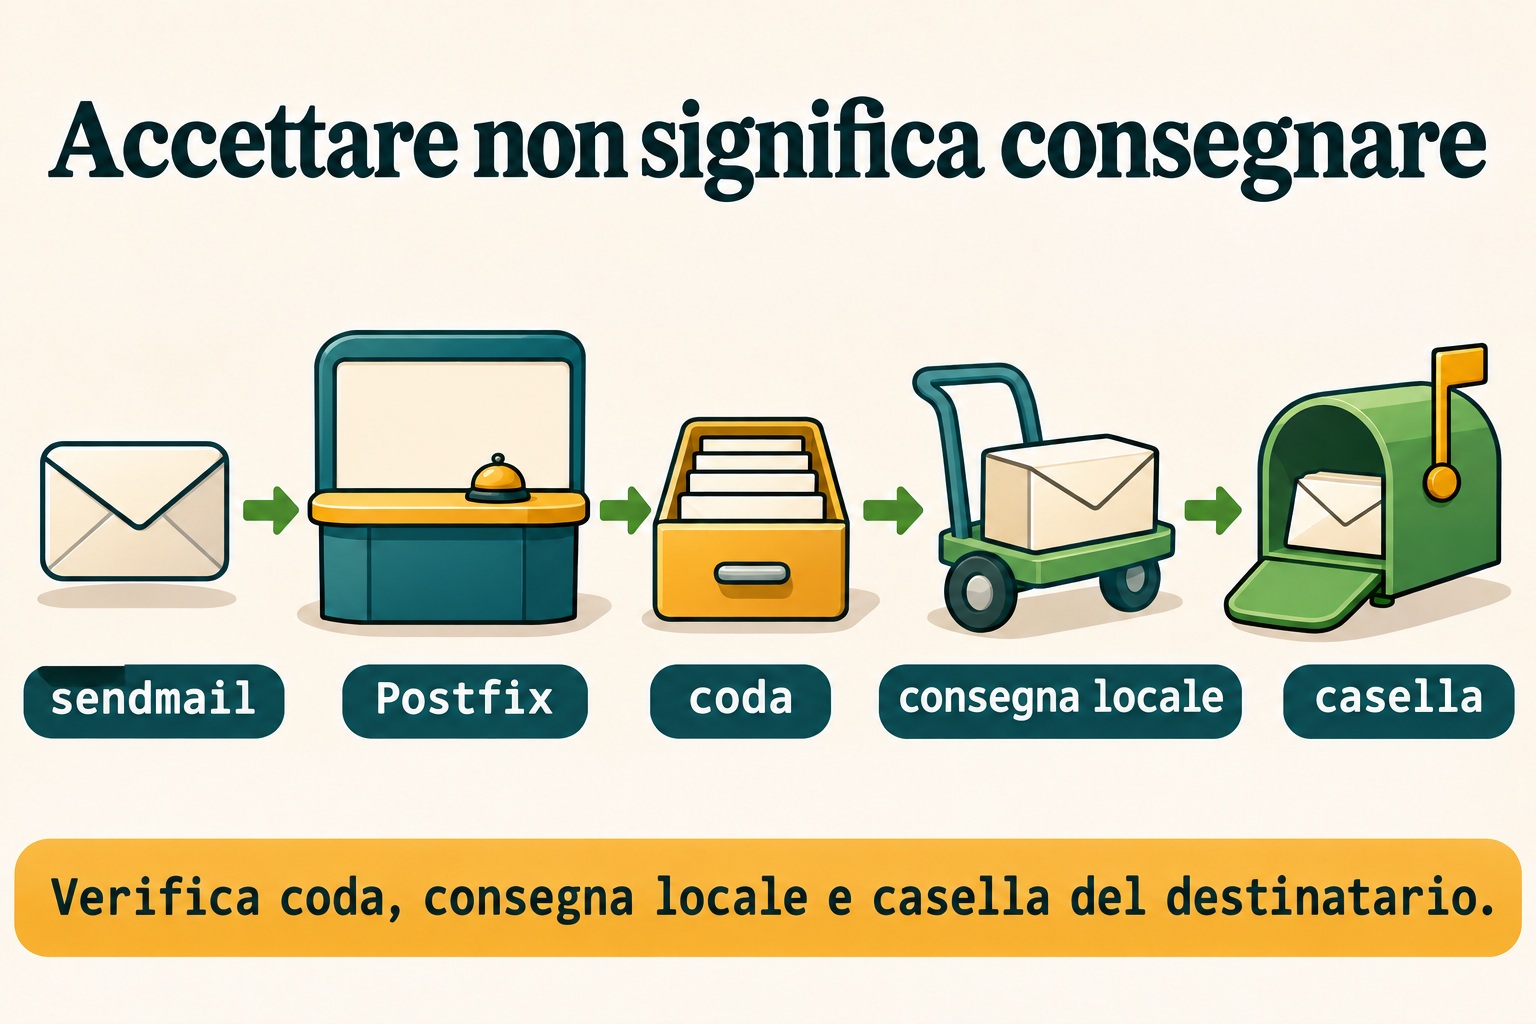 Accettare non significa consegnare
sendmail
Postfix
coda
consegna locale
casella
Verifica coda, consegna locale e casella del destinatario.